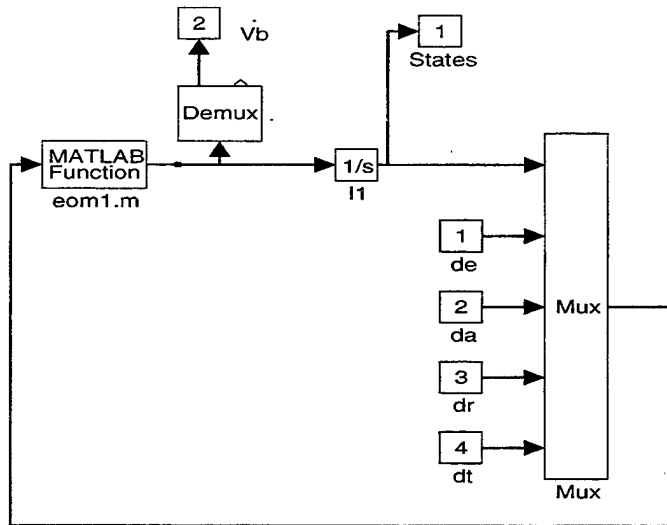 2
V̇b
1
States
Demux
MATLAB
Function
eom1.m
1/s
I1
1
de
2
da
Mux
3
dr
4
dt
Mux